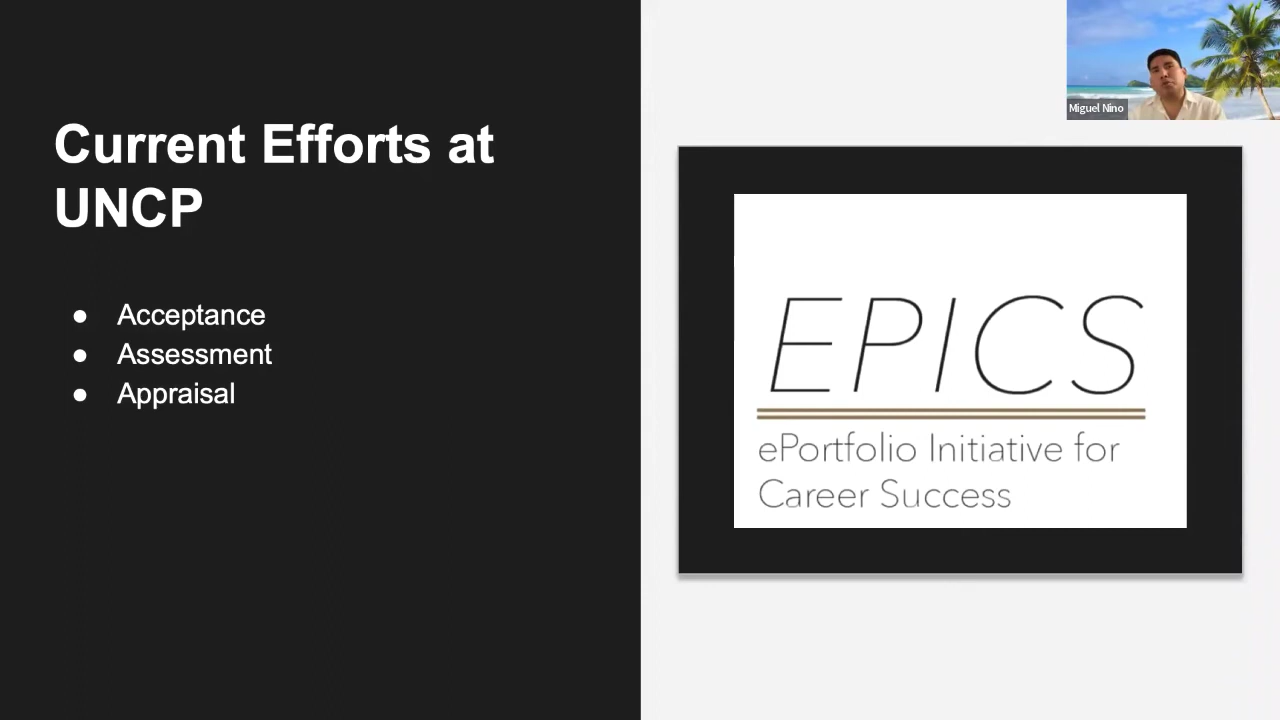 Current Efforts at
UNCP
● Acceptance
● Assessment
● Appraisal
Miguel Nino
EPICS
ePortfolio Initiative for
Career Success